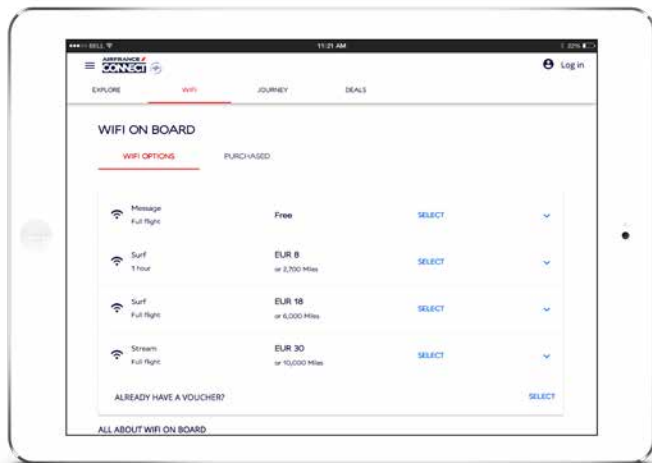 BELL
11:21 AM
22%
AIRFRANCE
CONNECT
Log in
EXPLORE
WIFI
JOURNEY
DEALS
WIFI ON BOARD
WIFI OPTIONS
PURCHASED
Message
Full flight
Free
SELECT
Surf
1 hour
EUR 8
or 2,700 Miles
SELECT
Surf
Full flight
EUR 18
or 6,000 Miles
SELECT
Stream
Full flight
EUR 30
or 10,000 Miles
SELECT
ALREADY HAVE A VOUCHER?
SELECT
ALL ABOUT WIFI ON BOARD